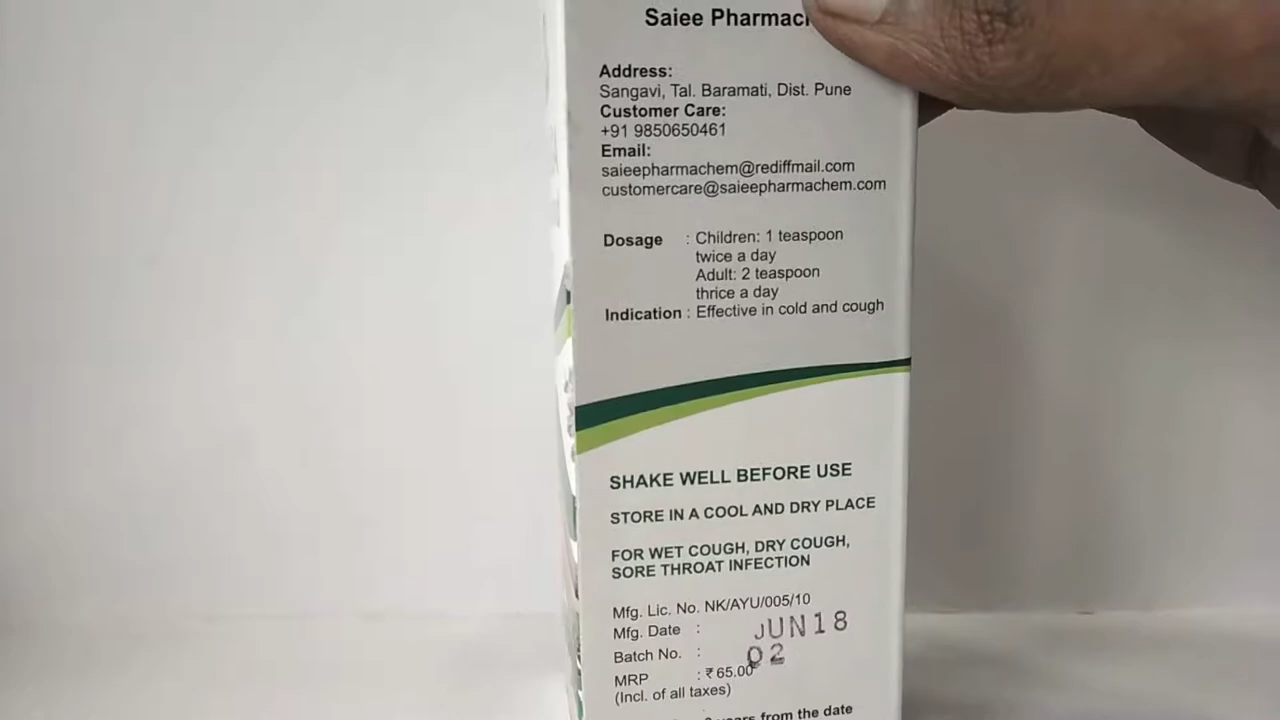 Saiee Pharmac
Address:
Sangavi, Tal. Baramati, Dist. Pune
Customer Care:
+91 9850650461
Email:
saieepharmachem@rediffmail.com
customercare@saieepharmachem.com
Dosage : Children: 1 teaspoon
twice a day
Adult: 2 teaspoon
thrice a day
Indication : Effective in cold and cough
SHAKE WELL BEFORE USE
STORE IN A COOL AND DRY PLACE
FOR WET COUGH, DRY COUGH,
SORE THROAT INFECTION
Mfg. Lic. No. NK/AYU/005/10
Mfg. Date : JUN18
Batch No. : 02
MRP : ₹ 65.00
(Incl. of all taxes)
years from the date